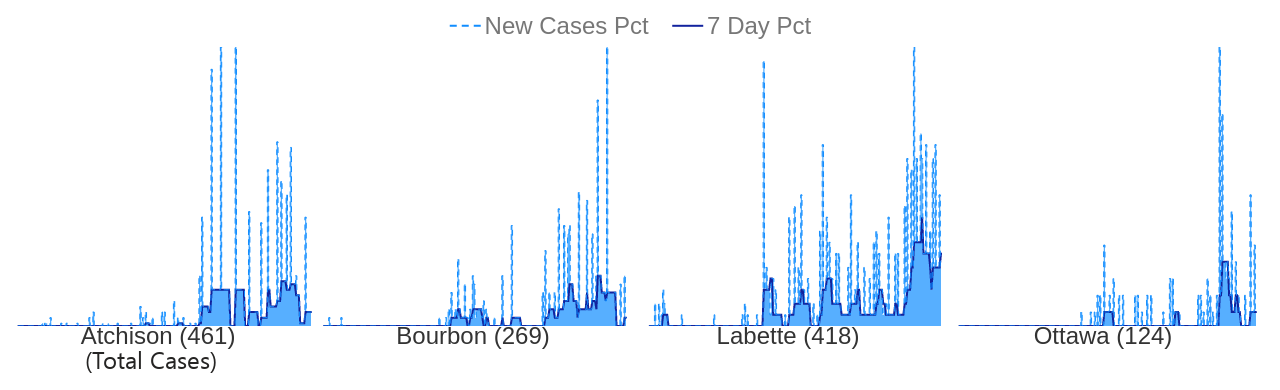 New Cases Pct 7 Day Pct
Atchison (461) Bourbon (269) Labette (418) Ottawa (124)
(Total Cases)